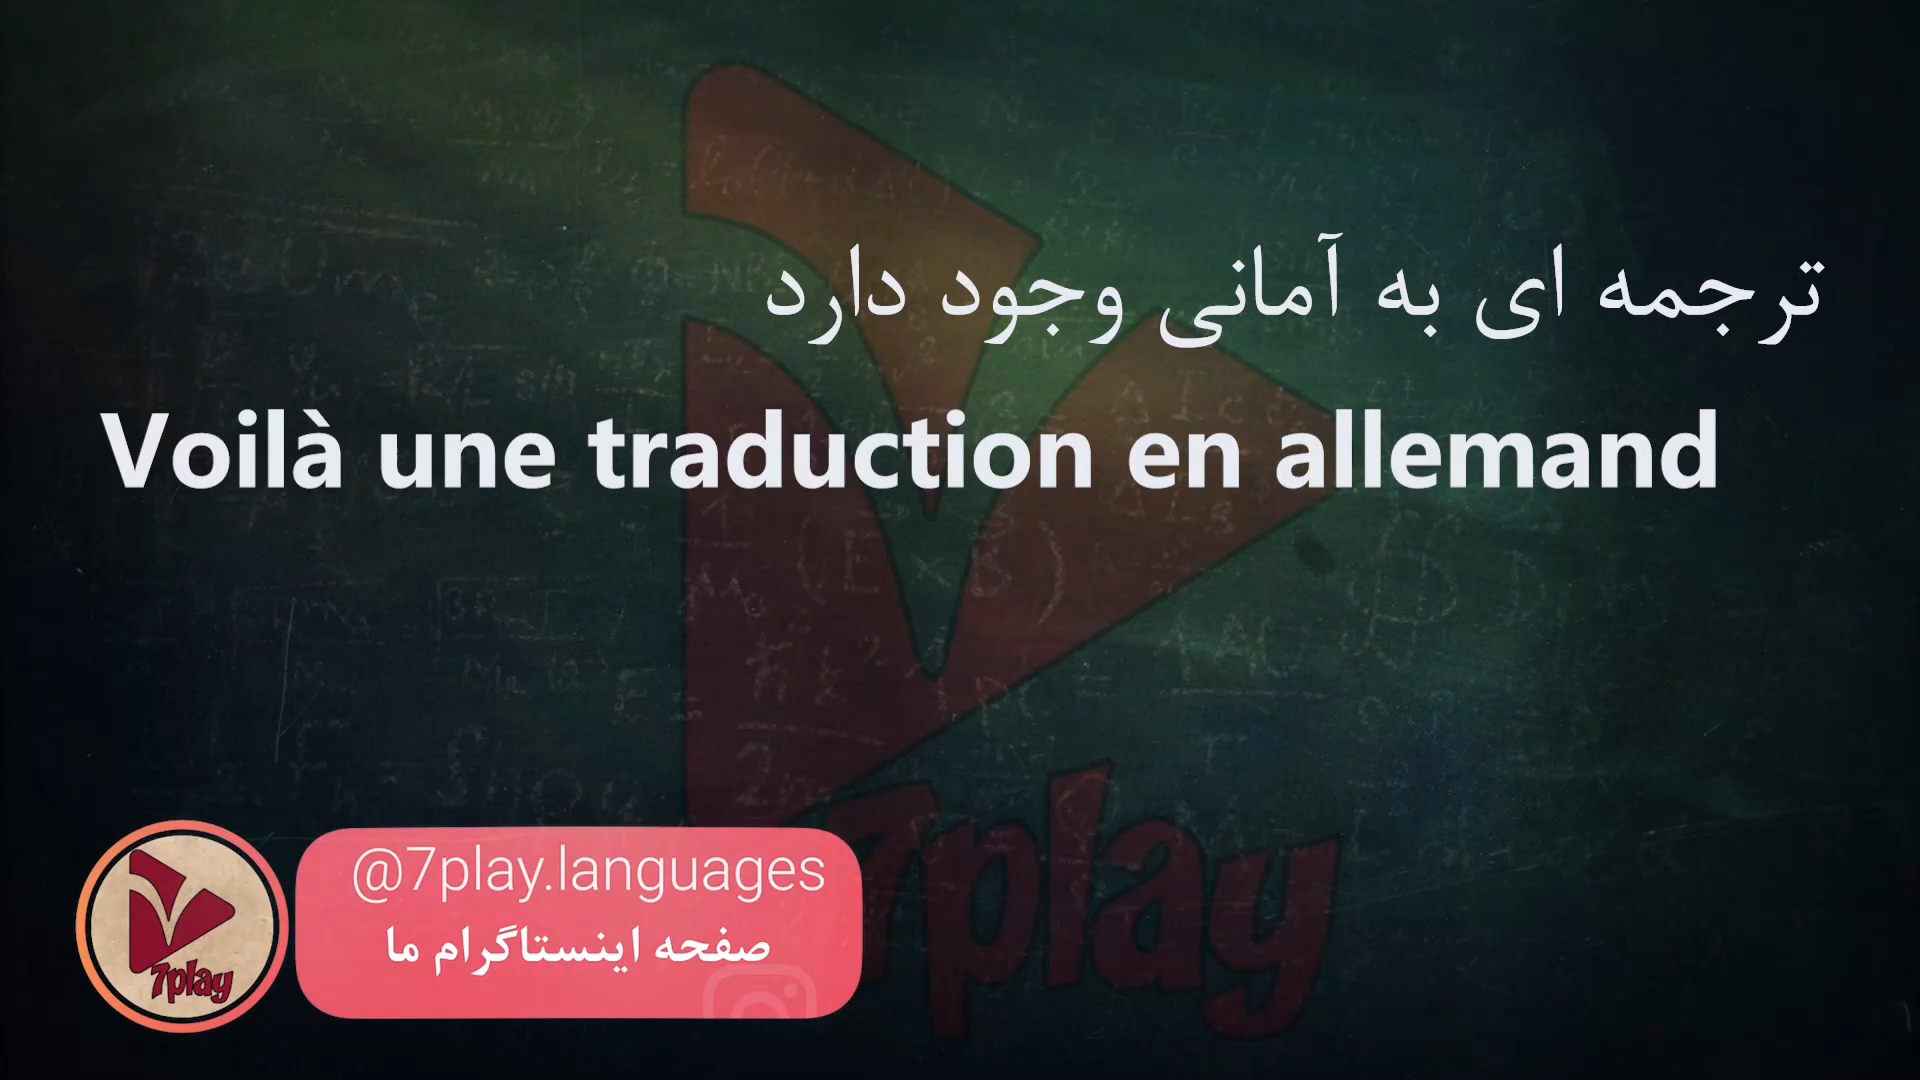 ترجمه ای به آمانی وجود دارد
Voilà une traduction en allemand
@7play.languages
صفحه اینستاگرام ما
7play
7play